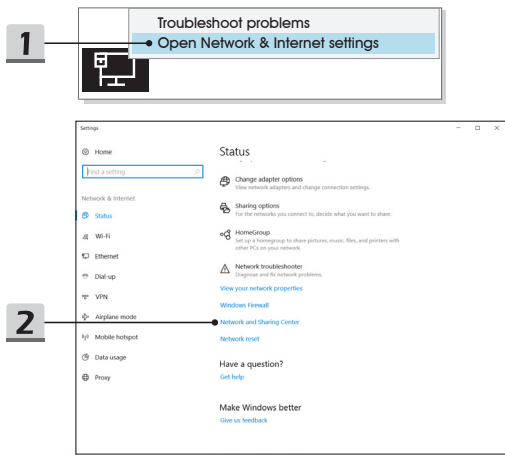 Troubleshoot problems
1
Open Network & Internet settings
Settings
Home
Status
Find a setting
Change adapter options
View network adapters and change connection settings.
Network & Internet
Sharing options
For the networks you connect to, decide what you want to share.
Status
HomeGroup
Wi-Fi
Set up a homegroup to share pictures, music, files, and printers with
other PCs on your network.
Ethernet
Network troubleshooter
Diagnose and fix network problems.
Dial-up
View your network properties
VPN
Windows Firewall
Airplane mode
2
Network and Sharing Center
Mobile hotspot
Network reset
Data usage
Have a question?
Proxy
Get help
Make Windows better
Give us feedback